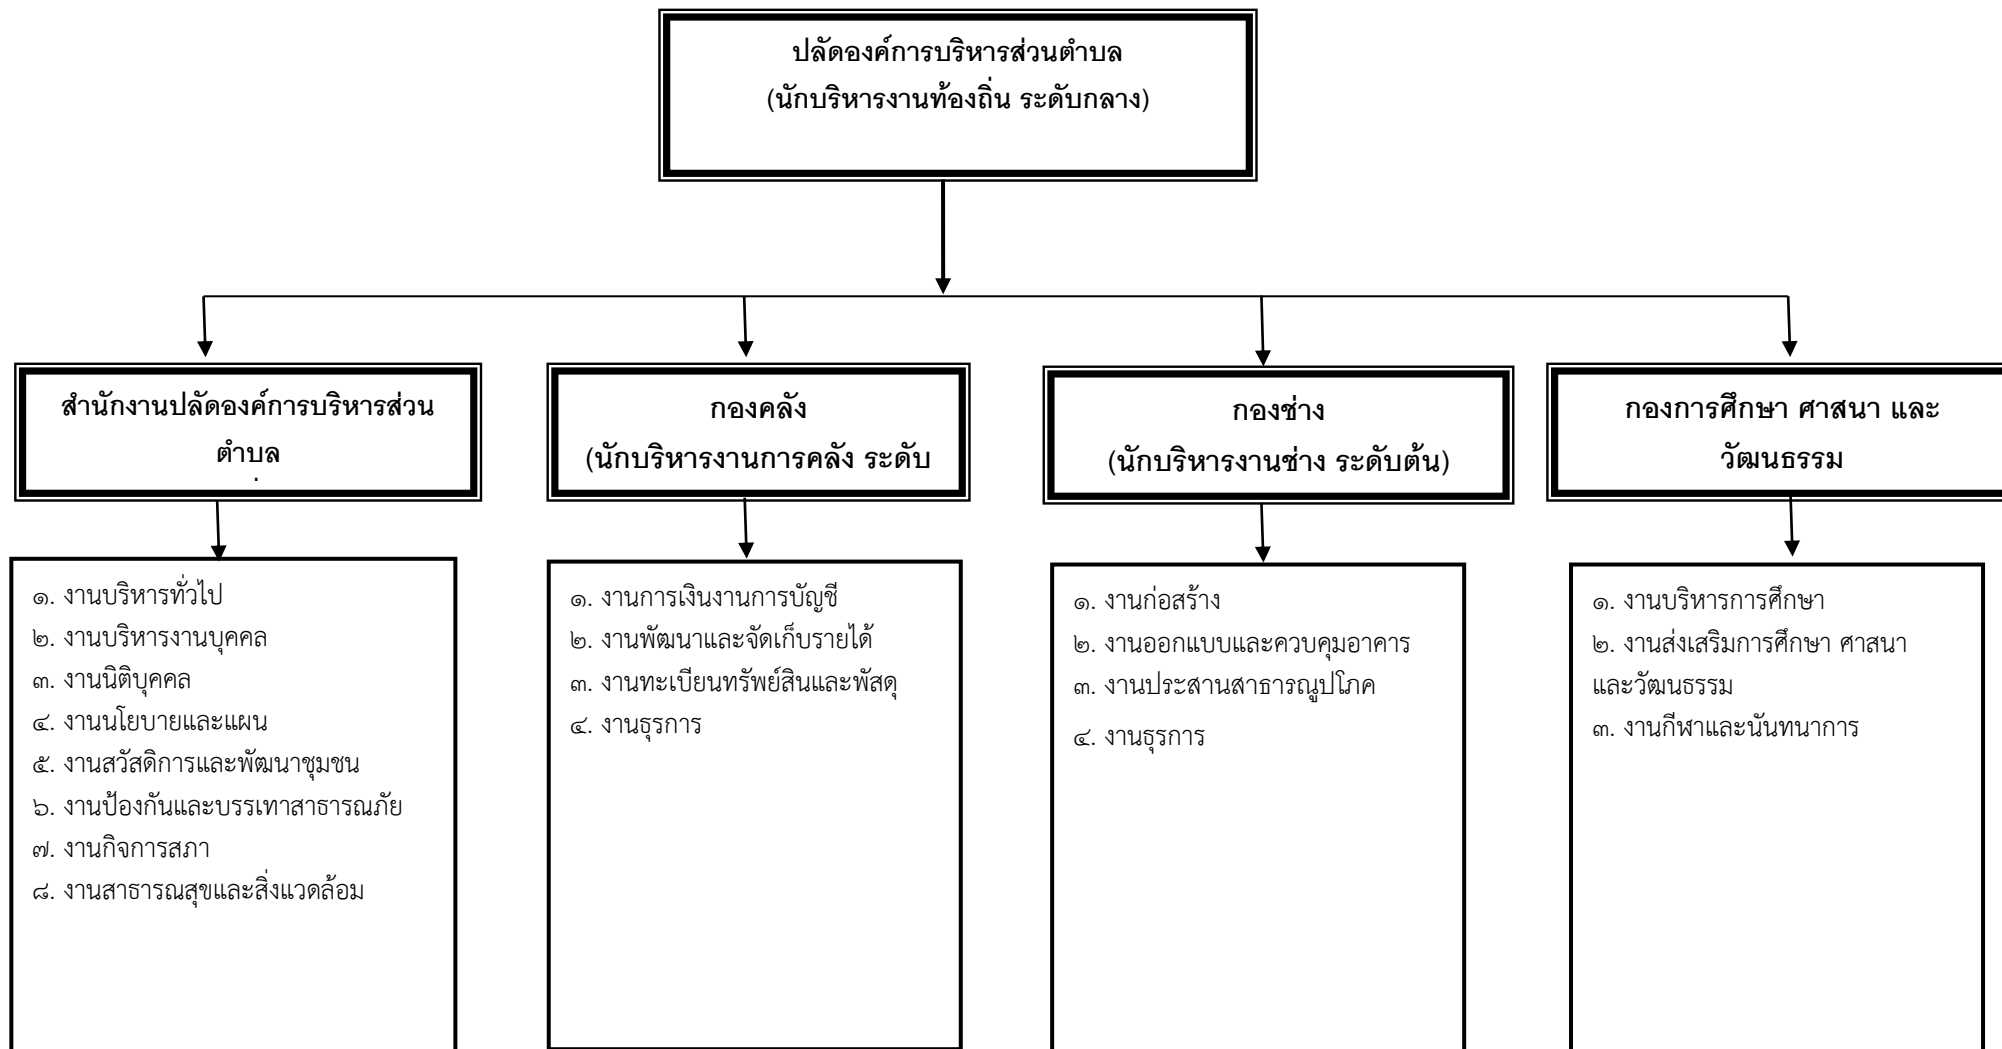 ปลัดองค์การบริหารส่วนตำบล
(นักบริหารงานท้องถิ่น ระดับกลาง)
สำนักงานปลัดองค์การบริหารส่วน
ตำบล
กองคลัง
(นักบริหารงานการคลัง ระดับ
กองช่าง
(นักบริหารงานช่าง ระดับต้น)
กองการศึกษา ศาสนา และ
วัฒนธรรม
๑. งานบริหารทั่วไป
๒. งานบริหารงานบุคคล
๓. งานนิติบุคคล
๔. งานนโยบายและแผน
๕. งานสวัสดิการและพัฒนาชุมชน
๖. งานป้องกันและบรรเทาสาธารณภัย
๗. งานกิจการสภา
๘. งานสาธารณสุขและสิ่งแวดล้อม
๑. งานการเงินงานการบัญชี
๒. งานพัฒนาและจัดเก็บรายได้
๓. งานทะเบียนทรัพย์สินและพัสดุ
๔. งานธุรการ
๑. งานก่อสร้าง
๒. งานออกแบบและควบคุมอาคาร
๓. งานประสานสาธารณูปโภค
๔. งานธุรการ
๑. งานบริหารการศึกษา
๒. งานส่งเสริมการศึกษา ศาสนา
และวัฒนธรรม
๓. งานกีฬาและนันทนาการ